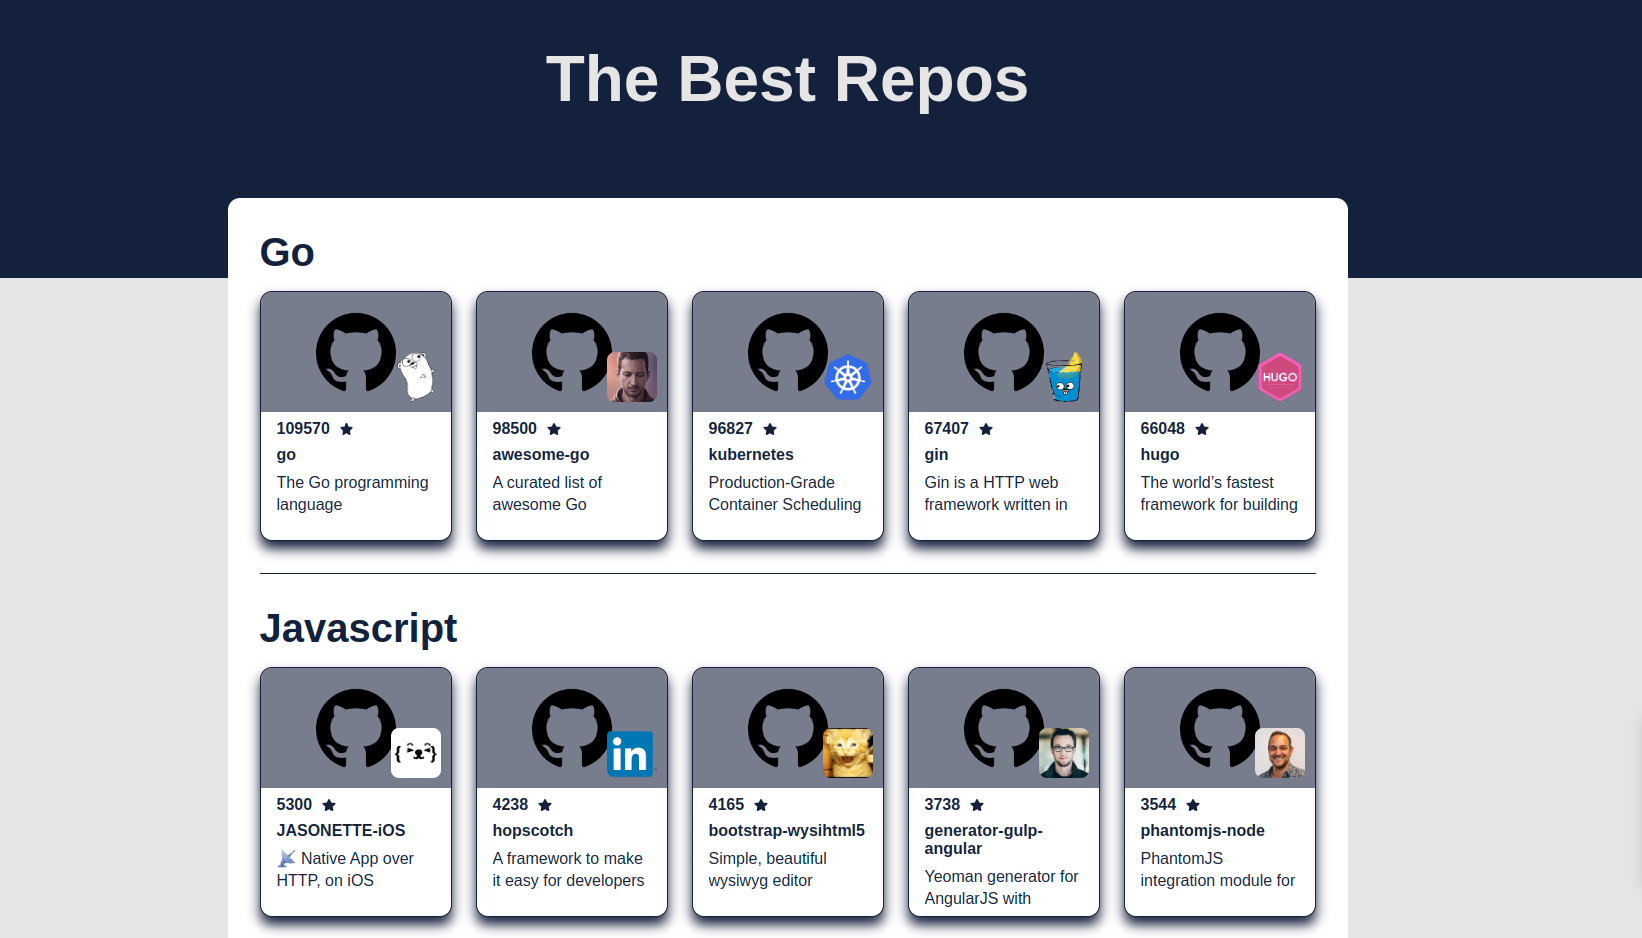 The Best Repos
Go
HUGO
109570
go
The Go programming
language
98500
awesome-go
A curated list of
awesome Go
96827
kubernetes
Production-Grade
Container Scheduling
67407
gin
Gin is a HTTP web
framework written in
66048
hugo
The world’s fastest
framework for building
Javascript
{ }
in
5300
JASONETTE-iOS
Native App over
HTTP, on iOS
4238
hopscotch
A framework to make
it easy for developers
4165
bootstrap-wysihtml5
Simple, beautiful
wysiwyg editor
3738
generator-gulp-
angular
Yeoman generator for
AngularJS with
3544
phantomjs-node
PhantomJS
integration module for